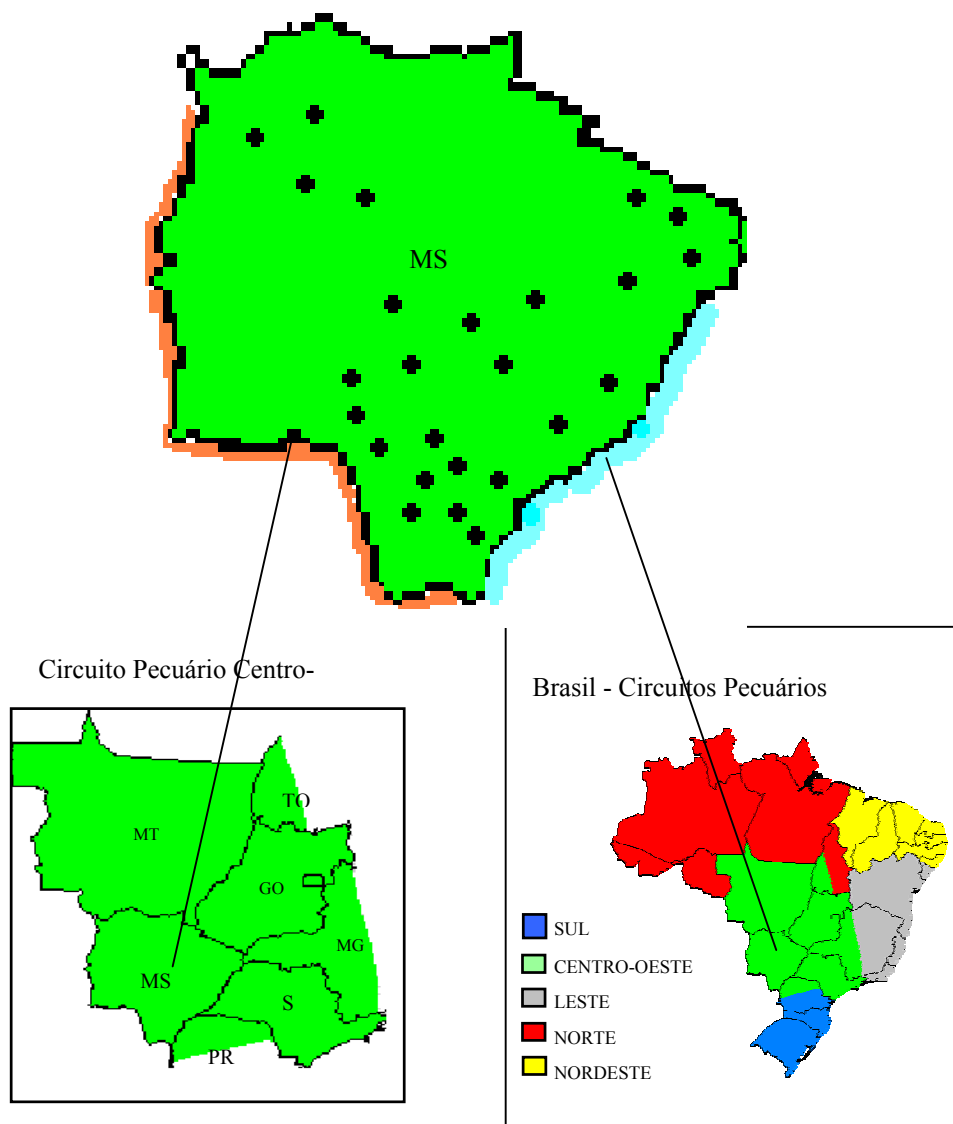 MS
Circuito Pecuário Centro-
Brasil - Circuitos Pecuários
TO
MT
GO
MG
MS
S
PR
SUL
CENTRO-OESTE
LESTE
NORTE
NORDESTE